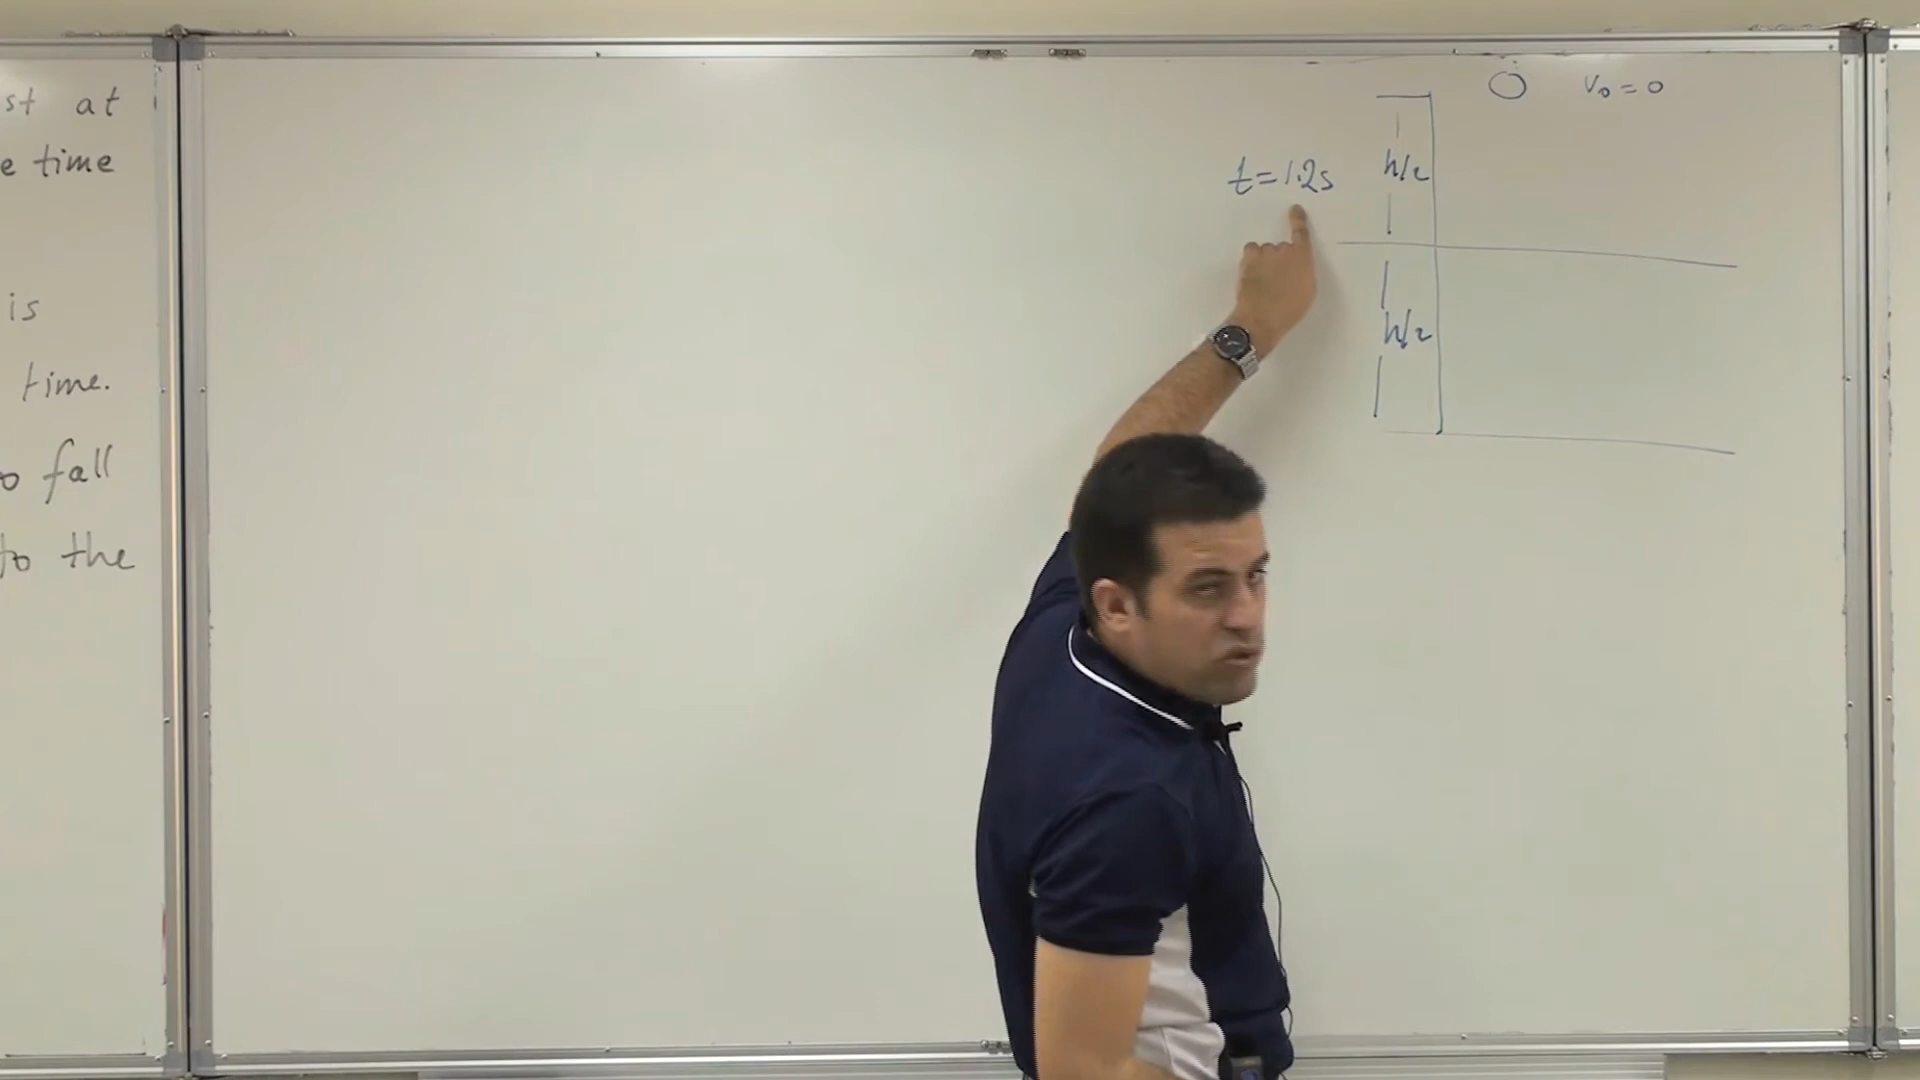 st at
e time
is
time.
o fall
to the
v₀ = 0
t = 1.2s
h/2
h/2